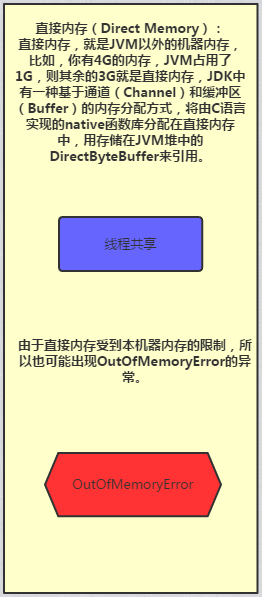 直接内存（Direct Memory）：
直接内存，就是JVM以外的机器内存，
比如，你有4G的内存，JVM占用了
1G，则其余的3G就是直接内存，JDK中
有一种基于通道（Channel）和缓冲区
（Buffer）的内存分配方式，将由C语言
实现的native函数库分配在直接内存
中，用存储在JVM堆中的
DirectByteBuffer来引用。
线程共享
由于直接内存受到本机器内存的限制，所
以也可能出现OutOfMemoryError的异
常。
OutOfMemoryError